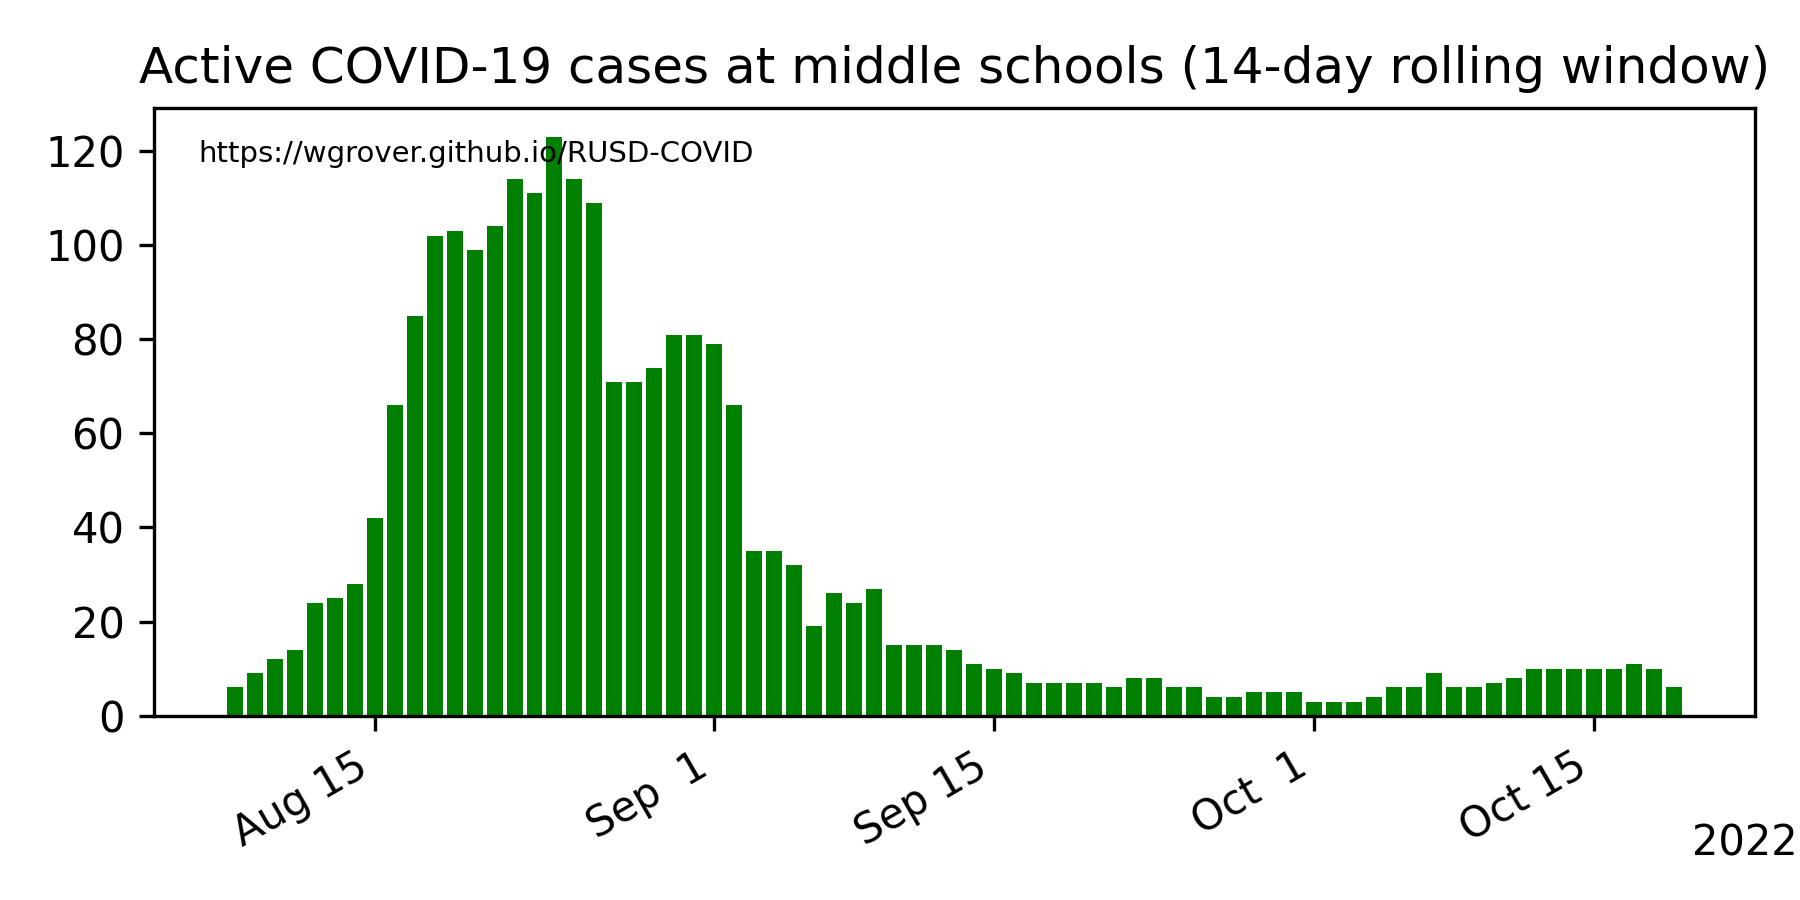 Active COVID-19 cases at middle schools (14-day rolling window)
https://wgrover.github.io/RUSD-COVID
120
100
80
60
40
20
0
Aug 15
Sep  1
Sep 15
Oct  1
Oct 15
2022